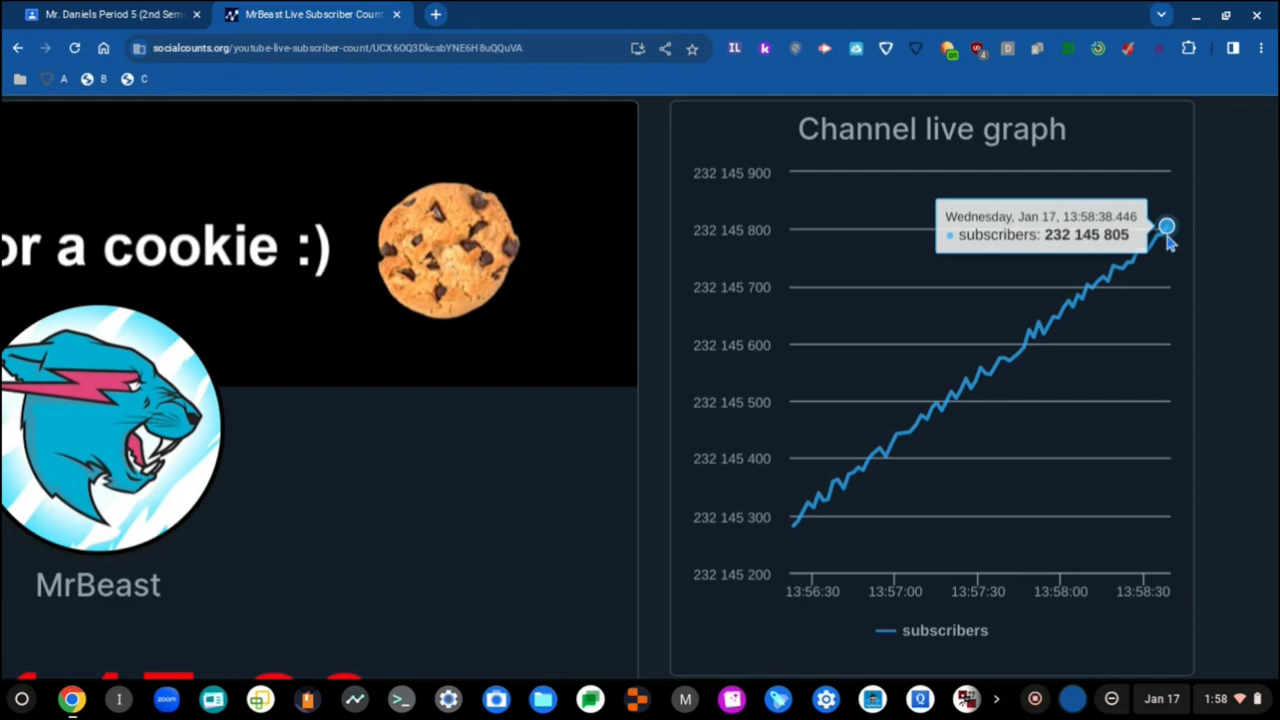 Mr. Daniels Period 5 (2nd Sem
MrBeast Live Subscriber Count
socialcounts.org/youtube-live-subscriber-count/UCX6OQ3DkcsbYNE6H8uQQuVA
A
B
C
or a cookie :)
MrBeast
Channel live graph
232 145 900
232 145 800
232 145 700
232 145 600
232 145 500
232 145 400
232 145 300
232 145 200
Wednesday, Jan 17, 13:58:38.446
subscribers: 232 145 805
13:56:30
13:57:00
13:57:30
13:58:00
13:58:30
subscribers
zoom
Jan 17
1:58